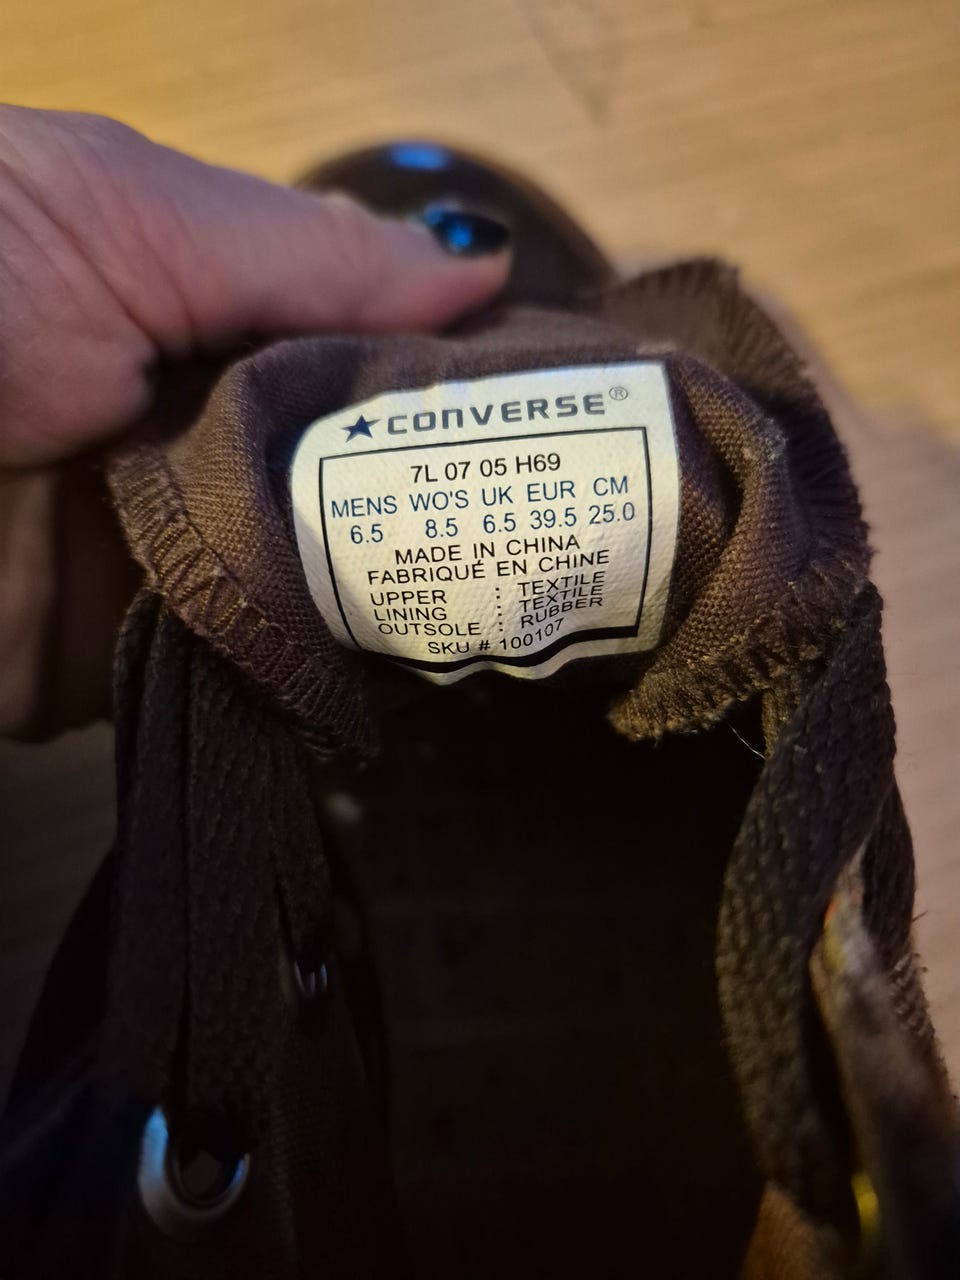 ★CONVERSE®
7L 07 05 H69
MENS WO'S UK EUR CM
6.5 8.5 6.5 39.5 25.0
MADE IN CHINA
FABRIQUÉ EN CHINE
UPPER : TEXTILE
LINING : TEXTILE
OUTSOLE : RUBBER
SKU # 100107